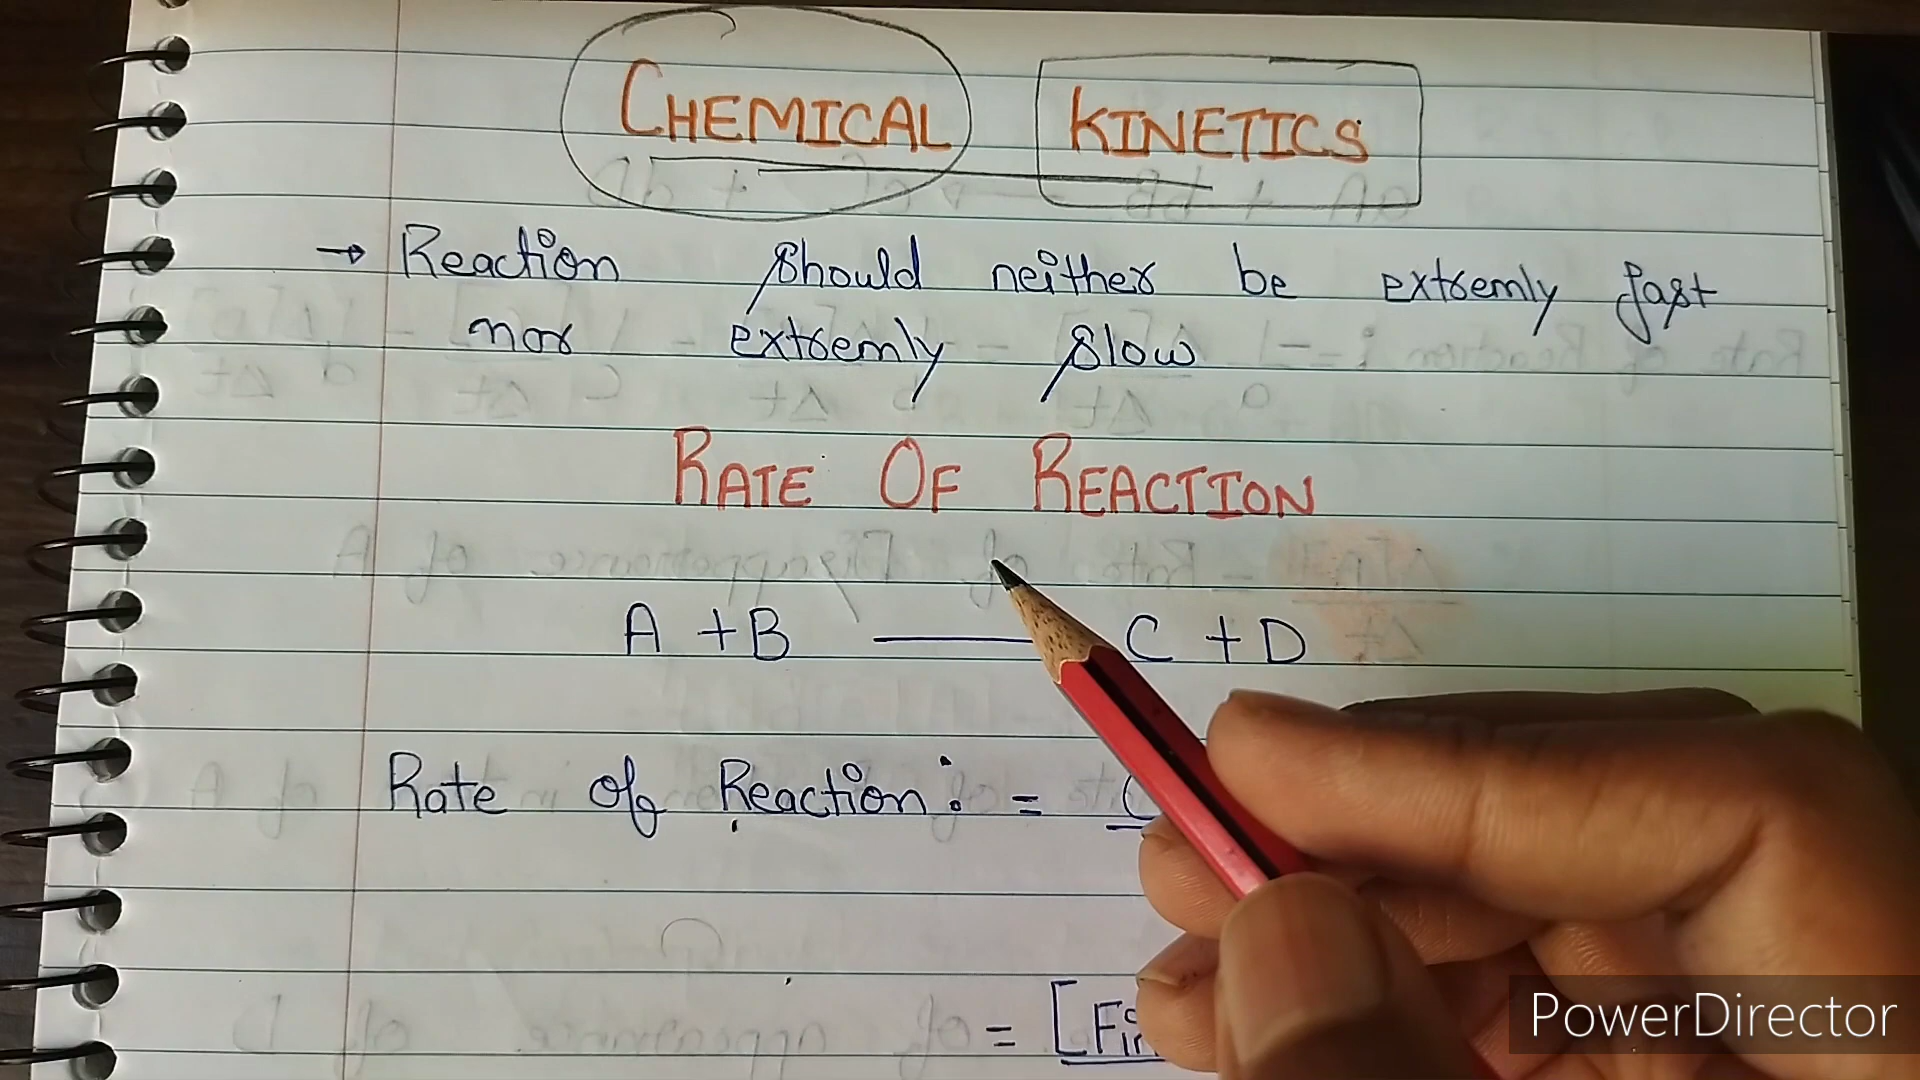 CHEMICAL KINETICS
→ Reaction should neither be extremly fast
nor extremly slow
RATE OF REACTION
A + B — C + D
Rate of Reaction : =
= [Fi
PowerDirector